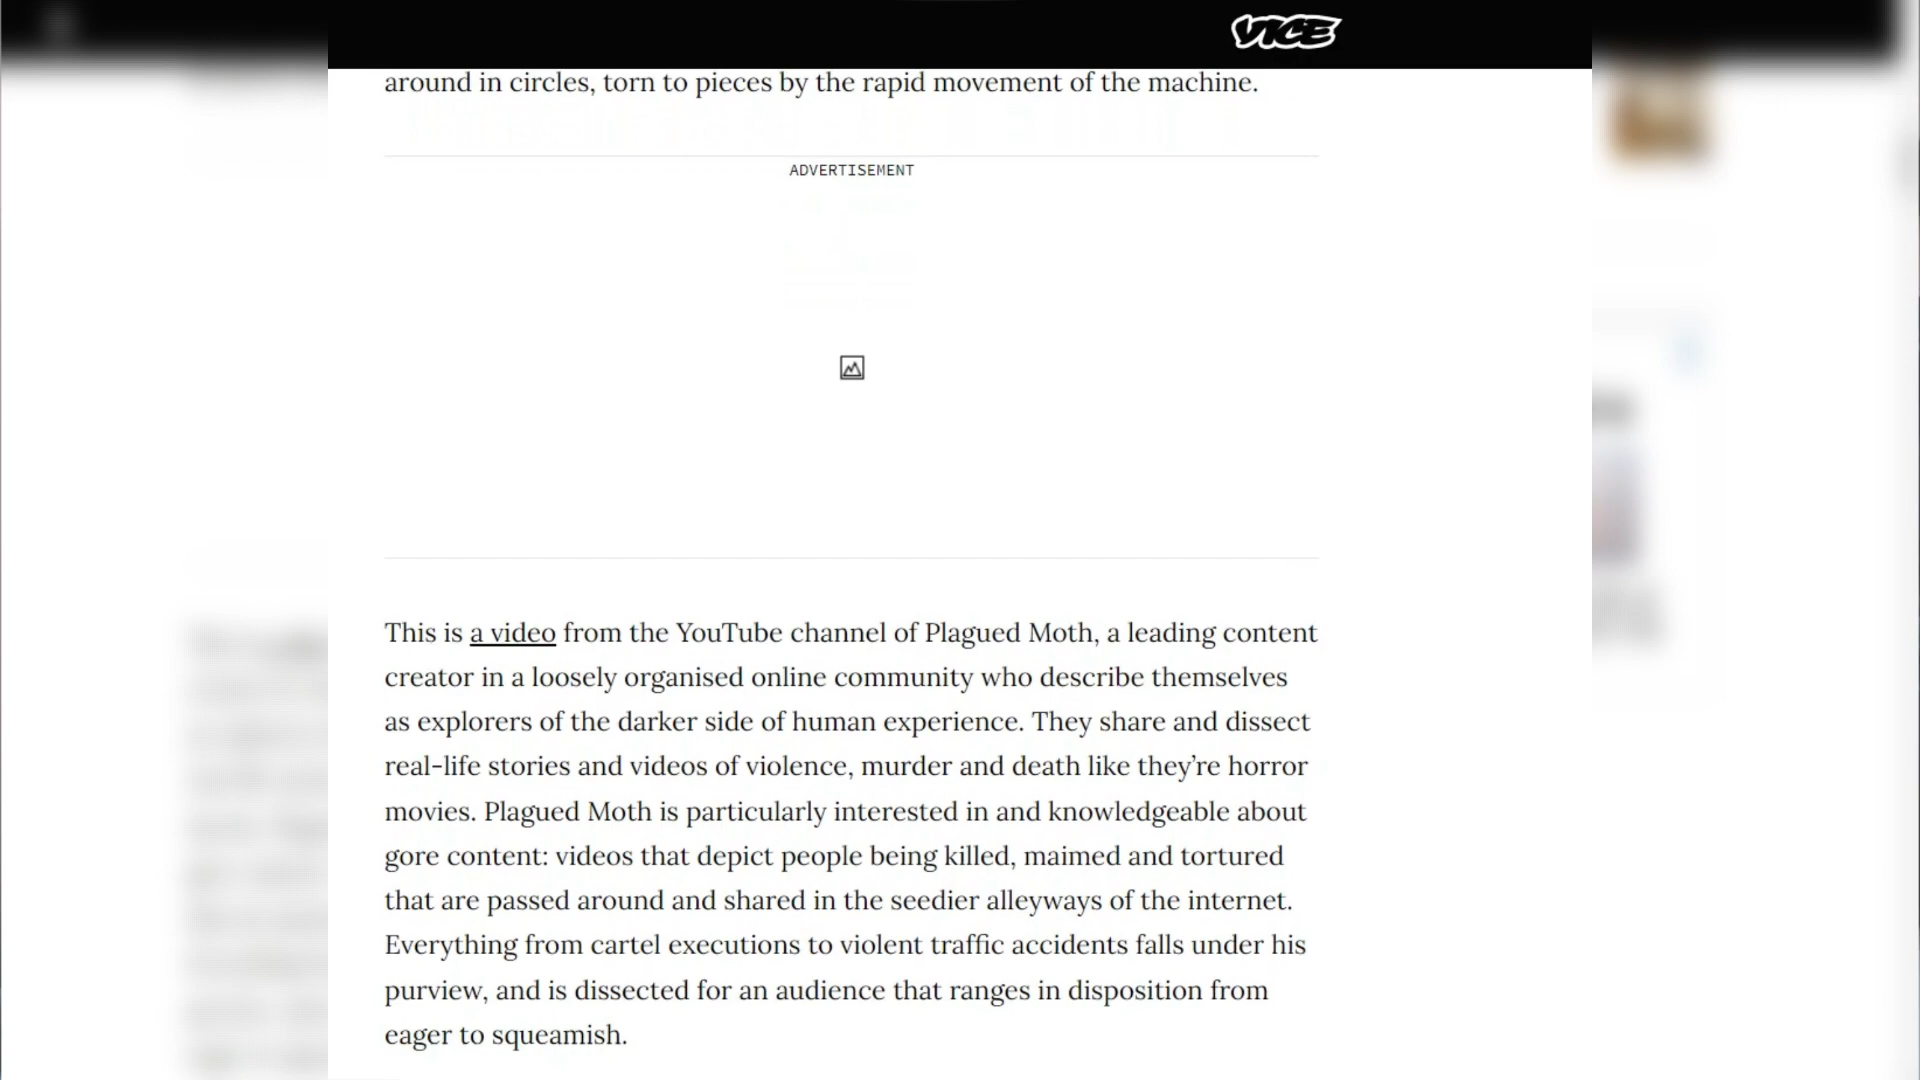 VICE
around in circles, torn to pieces by the rapid movement of the machine.
ADVERTISEMENT
This is a video from the YouTube channel of Plagued Moth, a leading content
creator in a loosely organised online community who describe themselves
as explorers of the darker side of human experience. They share and dissect
real-life stories and videos of violence, murder and death like they’re horror
movies. Plagued Moth is particularly interested in and knowledgeable about
gore content: videos that depict people being killed, maimed and tortured
that are passed around and shared in the seedier alleyways of the internet.
Everything from cartel executions to violent traffic accidents falls under his
purview, and is dissected for an audience that ranges in disposition from
eager to squeamish.